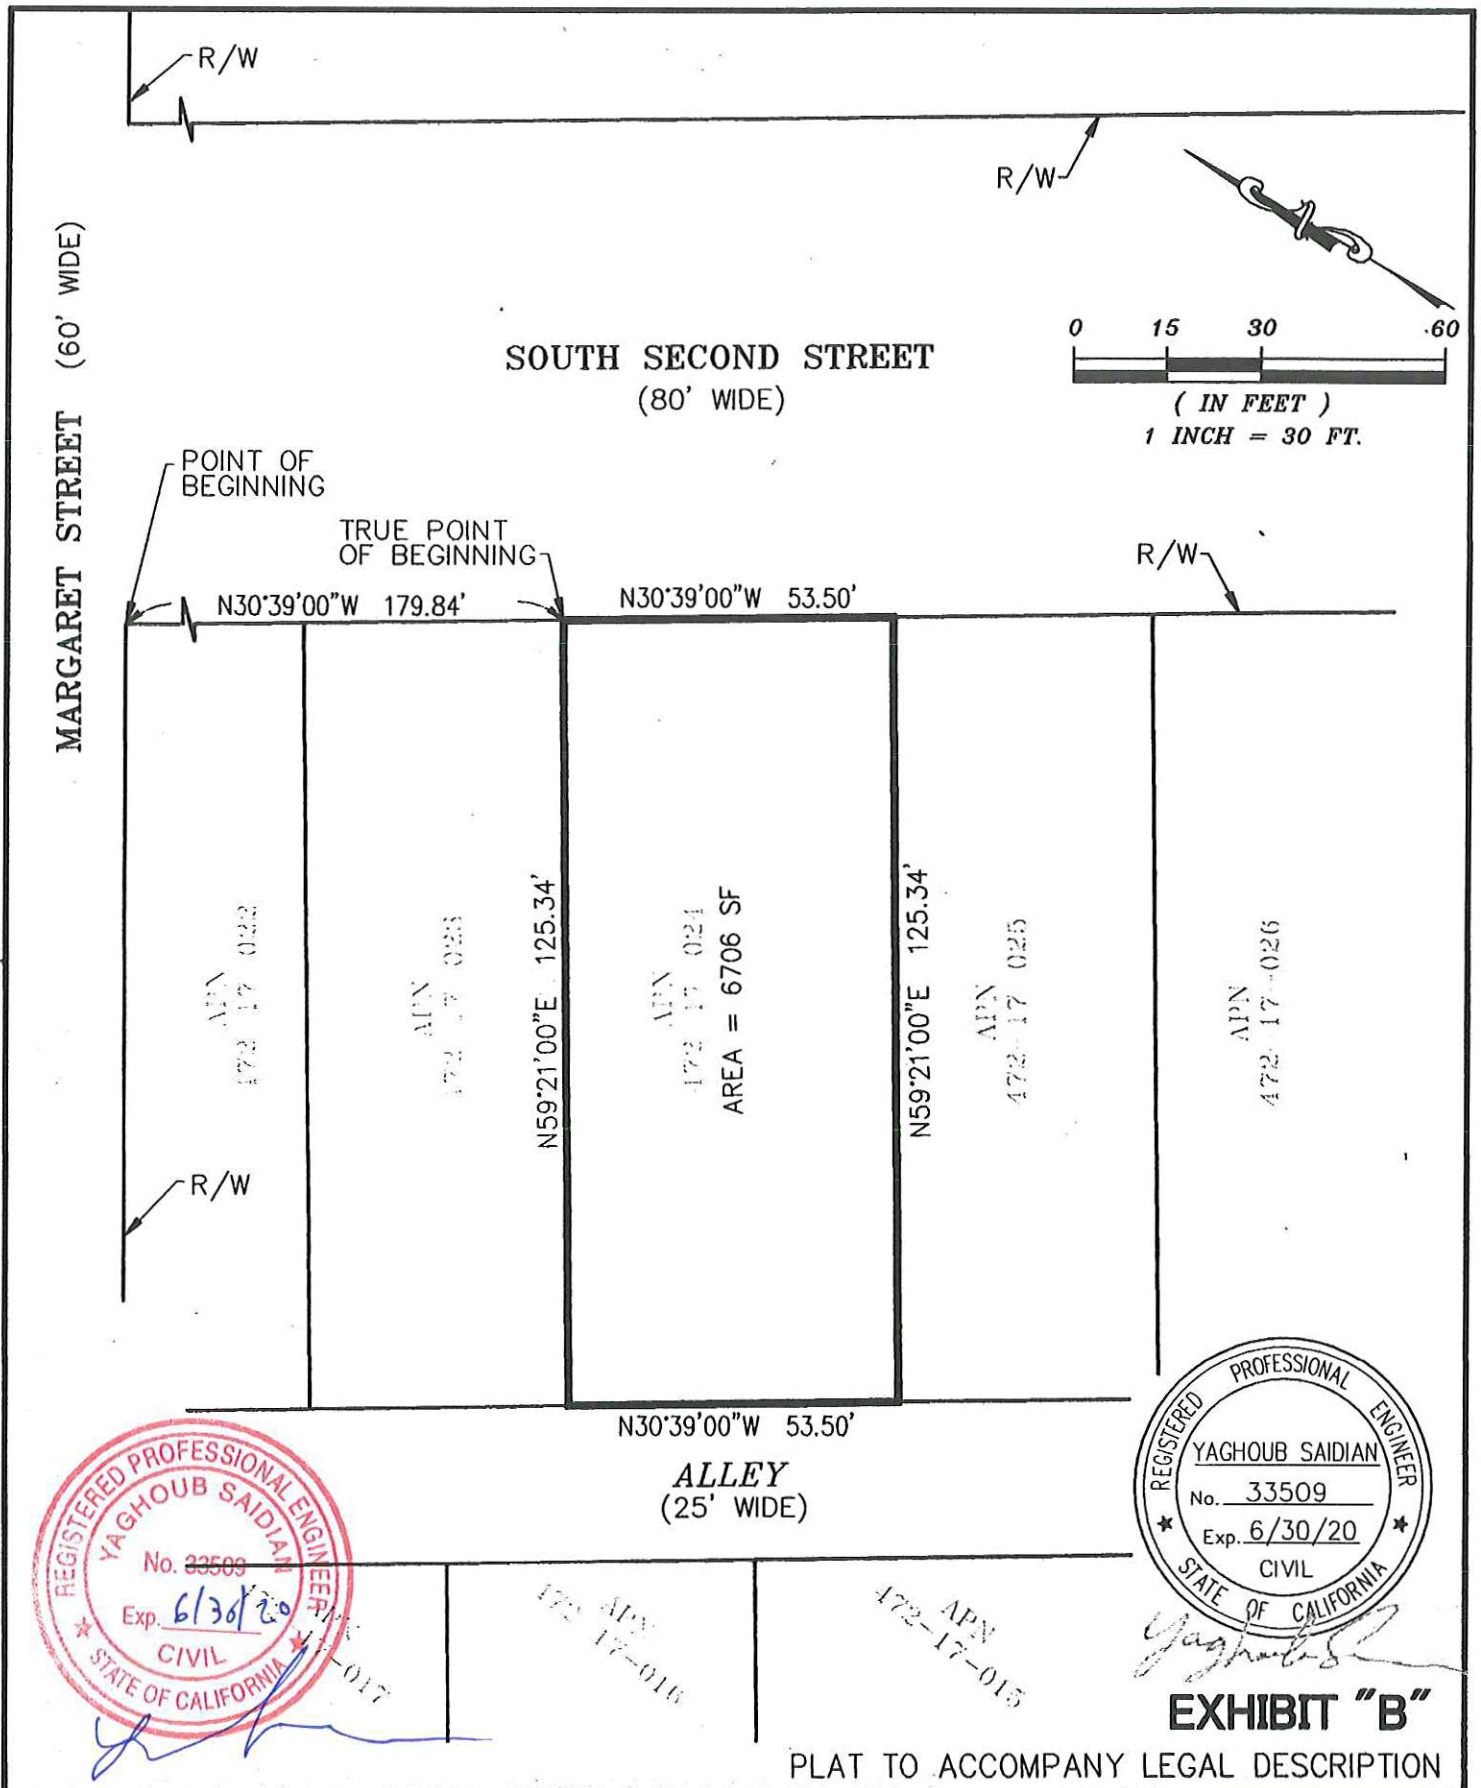 R/W
R/W
MARGARET STREET (60' WIDE)
SOUTH SECOND STREET
(80' WIDE)
0 15 30 60
( IN FEET )
1 INCH = 30 FT.
POINT OF
BEGINNING
TRUE POINT
OF BEGINNING
R/W
N30°39'00"W 179.84'
N30°39'00"W 53.50'
APN
022
APN
023
N59°21'00"E 125.34'
APN
024
AREA = 6706 SF
N59°21'00"E 125.34'
APN
472-17 025
APN
472-17-026
R/W
N30°39'00"W 53.50'
ALLEY
(25' WIDE)
REGISTERED PROFESSIONAL ENGINEER
YAGHOUB SAIDIAN
No. 33509
Exp. 6/30/20
CIVIL
STATE OF CALIFORNIA
-017
APN
17-016
APN
472-17-015
REGISTERED PROFESSIONAL ENGINEER
YAGHOUB SAIDIAN
No. 33509
Exp. 6/30/20
CIVIL
STATE OF CALIFORNIA
EXHIBIT "B"
PLAT TO ACCOMPANY LEGAL DESCRIPTION